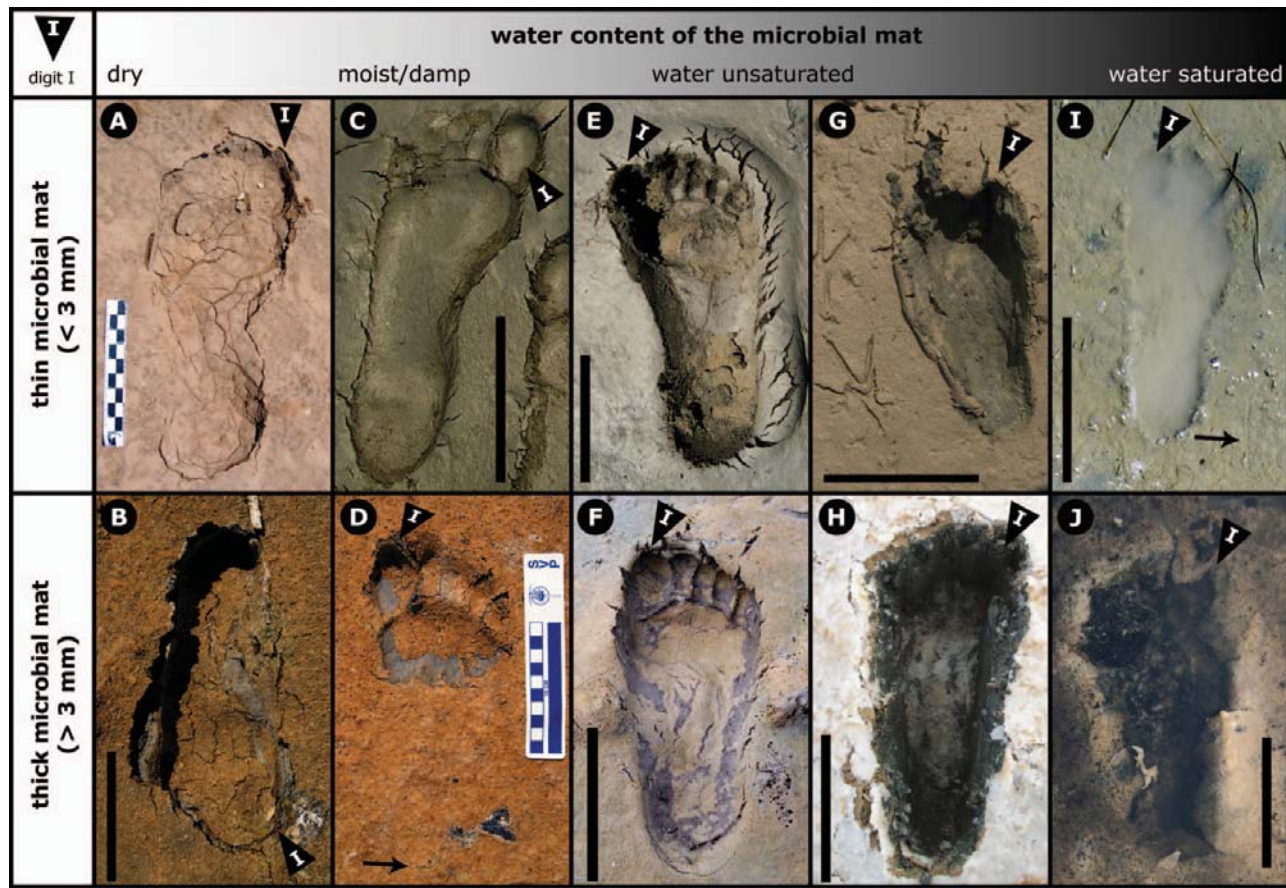 I
digit I
water content of the microbial mat
dry
moist/damp
water unsaturated
water saturated
thin microbial mat
(< 3 mm)
A
I
C
I
E
I
G
I
I
I
thick microbial mat
(> 3 mm)
B
I
D
I
SVP
F
I
H
I
J
I